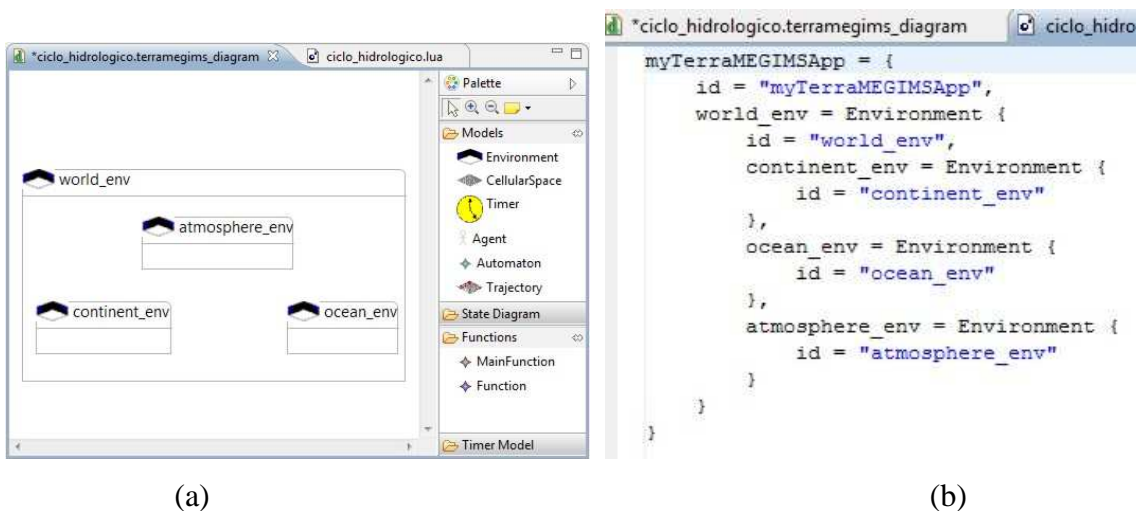 *ciclo_hidrologico.terramegims_diagram
ciclo_hidrologico.lua
Palette
Models
Environment
CellularSpace
Timer
Agent
Automaton
Trajectory
State Diagram
Functions
MainFunction
Function
Timer Model
world_env
atmosphere_env
continent_env
ocean_env
(a)
*ciclo_hidrologico.terramegims_diagram
ciclo_hidro
myTerraMEGIMSApp = {
id = "myTerraMEGIMSApp",
world_env = Environment {
id = "world_env",
continent_env = Environment {
id = "continent_env"
},
ocean_env = Environment {
id = "ocean_env"
},
atmosphere_env = Environment {
id = "atmosphere_env"
}
}
}
(b)